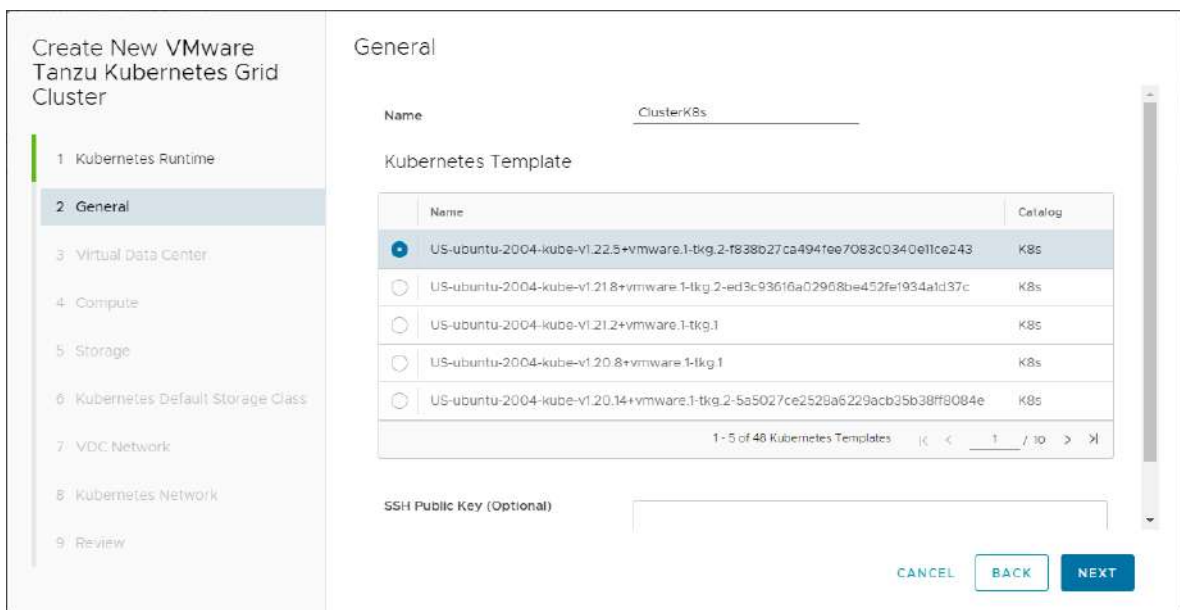 Create New VMware
Tanzu Kubernetes Grid
Cluster
1 Kubernetes Runtime
2 General
3 Virtual Data Center
4 Compute
5 Storage
6 Kubernetes Default Storage Class
7 VDC Network
8 Kubernetes Network
9 Review
General
Name ClusterK8s
Kubernetes Template
Name Catalog
US-ubuntu-2004-kube-v1.22.5+vmware.1-tkg.2-f838b27ca494fee7083c0340e11ce243 K8s
US-ubuntu-2004-kube-v1.21.8+vmware.1-tkg.2-ed3c93616a02968be452fe1934a1d37c K8s
US-ubuntu-2004-kube-v1.21.2+vmware.1-tkg.1 K8s
US-ubuntu-2004-kube-v1.20.8+vmware.1-tkg.1 K8s
US-ubuntu-2004-kube-v1.20.14+vmware.1-tkg.2-5a5027ce2528a6229acb35b38ff8084e K8s
1 - 5 of 48 Kubernetes Templates 1 / 10
SSH Public Key (Optional)
CANCEL BACK NEXT